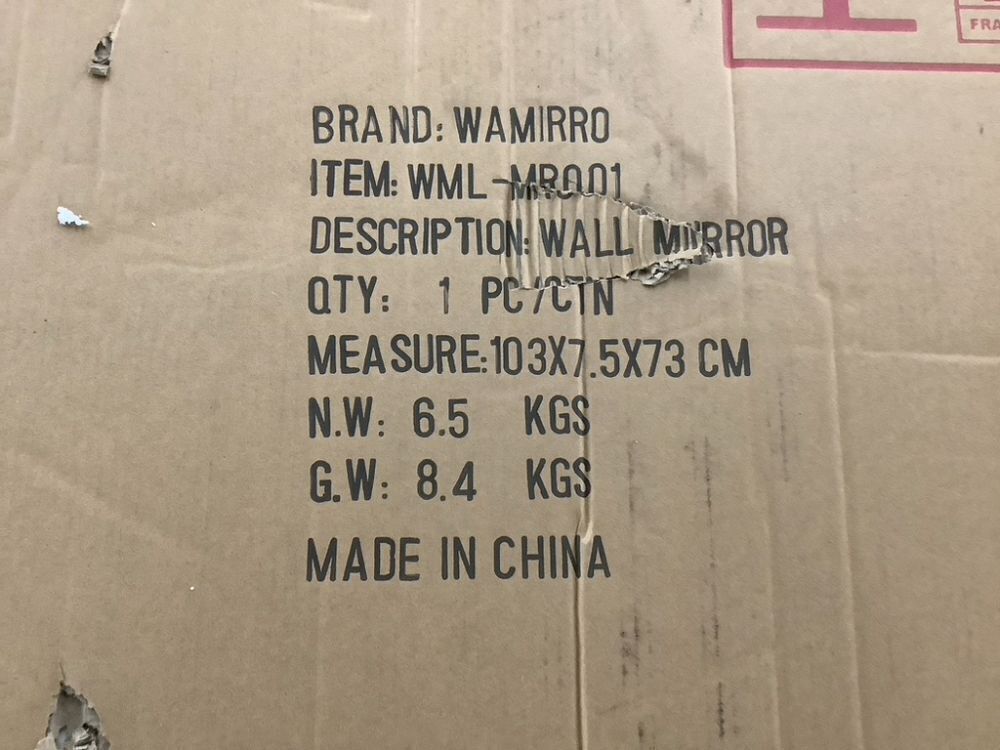 FRA
BRAND: WAMIRRO
ITEM: WML-MR001
DESCRIPTION: WALL MIRROR
QTY: 1 PC/CTN
MEASURE:103X7.5X73 CM
N.W: 6.5 KGS
G.W: 8.4 KGS
MADE IN CHINA